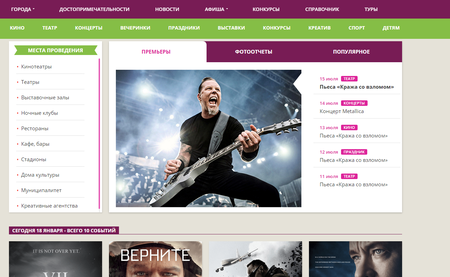 ГОРОДА ДОСТОПРИМЕЧАТЕЛЬНОСТИ НОВОСТИ АФИША КОНКУРСЫ СПРАВОЧНИК ТУРЫ
КИНО ТЕАТР КОНЦЕРТЫ ВЕЧЕРИНКИ ПРАЗДНИКИ ВЫСТАВКИ КОНКУРСЫ КРЕАТИВ СПОРТ ДЕТЯМ
МЕСТА ПРОВЕДЕНИЯ
Кинотеатры
Театры
Выставочные залы
Ночные клубы
Рестораны
Кафе, бары
Стадионы
Дома культуры
Муниципалитет
Креативные агентства
ПРЕМЬЕРЫ ФОТООТЧЕТЫ ПОПУЛЯРНОЕ
15 июля ТЕАТР
Пьеса «Кража со взломом»
14 июля КОНЦЕРТЫ
Концерт Metallica
13 июля КИНО
Пьеса «Кража со взломом»
12 июля ПРАЗДНИК
Пьеса «Кража со взломом»
11 июля ТЕАТР
Пьеса «Кража со взломом»
СЕГОДНЯ 18 ЯНВАРЯ - ВСЕГО 10 СОБЫТИЙ
IT IS NOT OVER YET.
VII
ВЕРНИТЕ